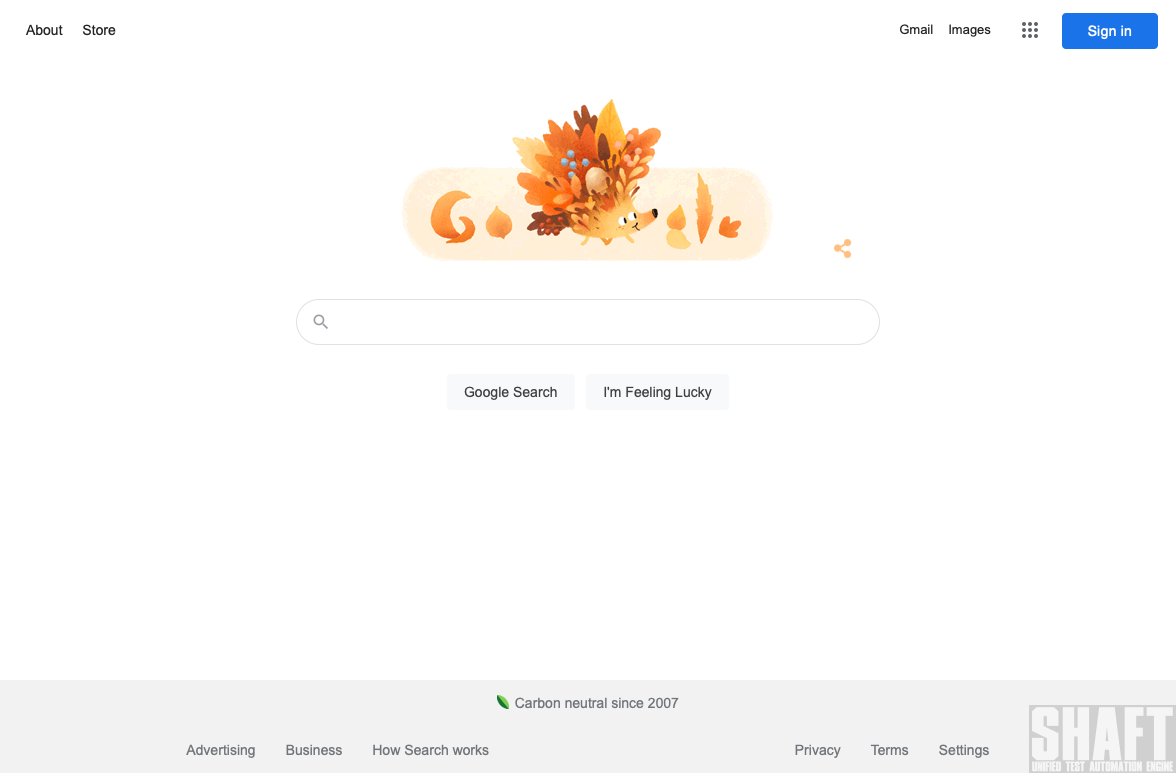 About Store
Gmail Images Sign in
Google
Google Search I'm Feeling Lucky
Carbon neutral since 2007
Advertising Business How Search works
Privacy Terms Settings
SHAFT
UNIFIED TEST AUTOMATION ENGINE